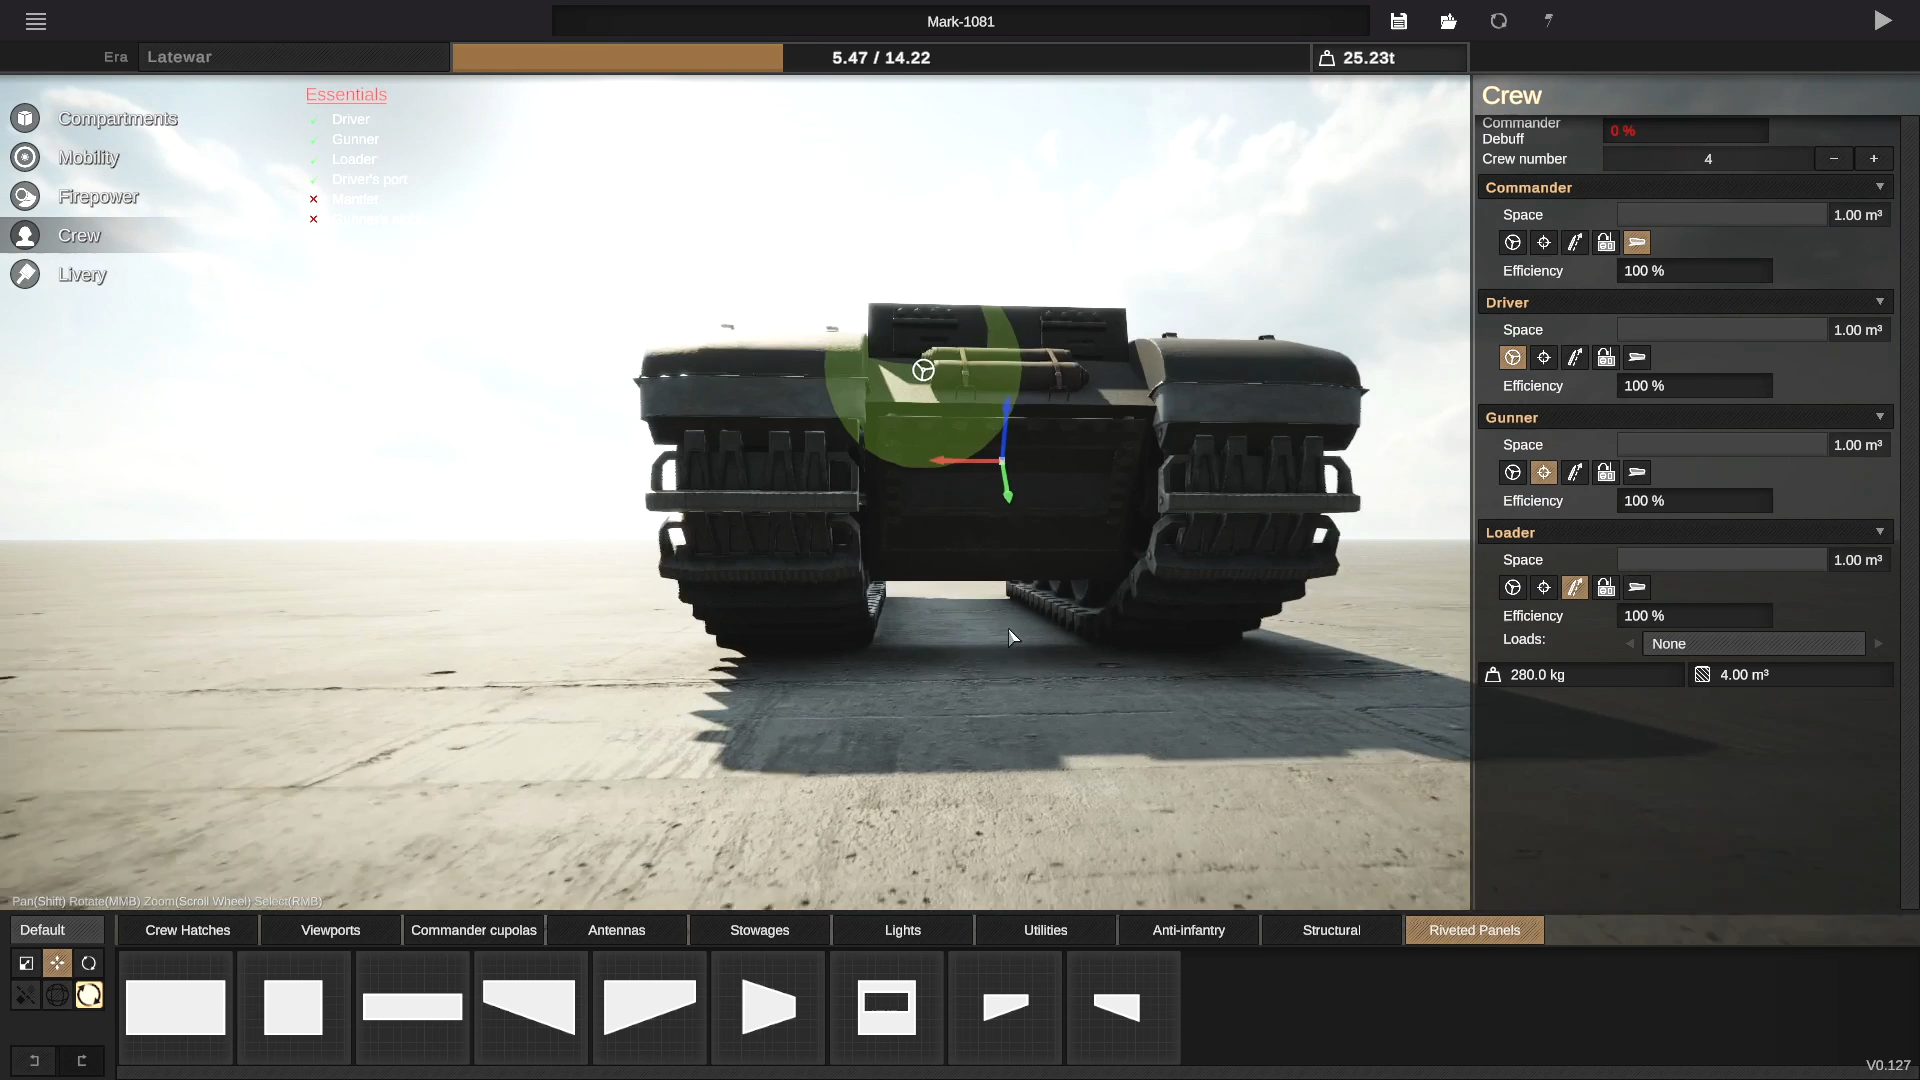 Mark-1081
Era
Latewar
5.47 / 14.22
25.23t
Compartments
Mobility
Firepower
Crew
Livery
Essentials
Driver
Gunner
Loader
Driver's port
Mantlet
Crew
Commander Debuff
0 %
Crew number
4
−
+
Commander
Space
1.00 m³
Efficiency
100 %
Driver
Space
1.00 m³
Efficiency
100 %
Gunner
Space
1.00 m³
Efficiency
100 %
Loader
Space
1.00 m³
Efficiency
100 %
Loads:
None
280.0 kg
4.00 m³
Pan(Shift) Rotate(MMB) Zoom(Scroll Wheel) Select(RMB)
Default
Crew Hatches
Viewports
Commander cupolas
Antennas
Stowages
Lights
Utilities
Anti-infantry
Structural
Riveted Panels
V0.127